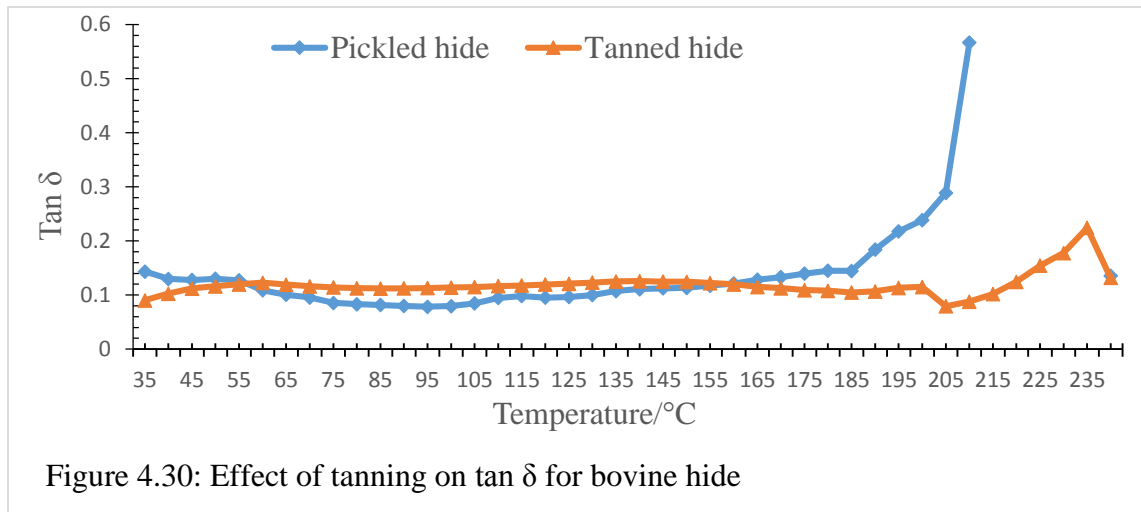 0.6
Pickled hide Tanned hide
0.5
0.4
0.3
0.2
0.1
0
Tan δ
35 45 55 65 75 85 95 105 115 125 135 145 155 165 175 185 195 205 215 225 235
Temperature/°C
Figure 4.30: Effect of tanning on tan δ for bovine hide